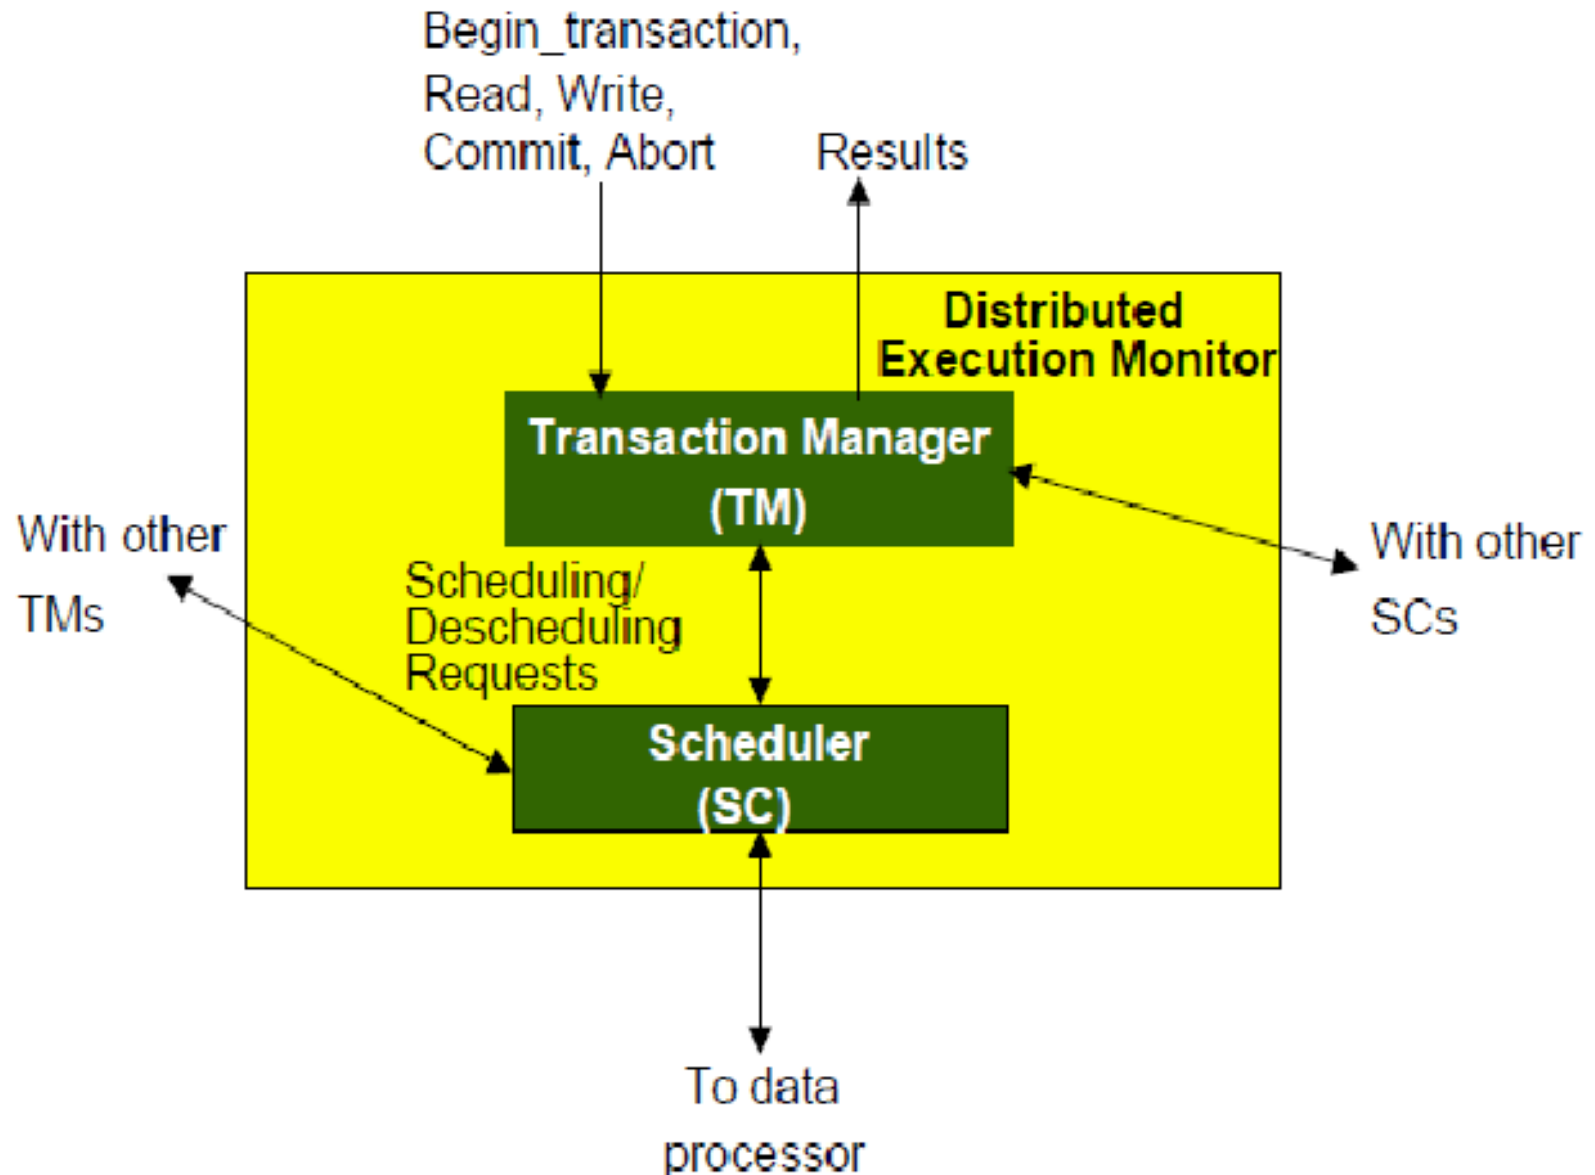 Begin_transaction,
Read, Write,
Commit, Abort
Results
Distributed
Execution Monitor
Transaction Manager
(TM)
With other
TMs
With other
SCs
Scheduling/
Descheduling
Requests
Scheduler
(SC)
To data
processor